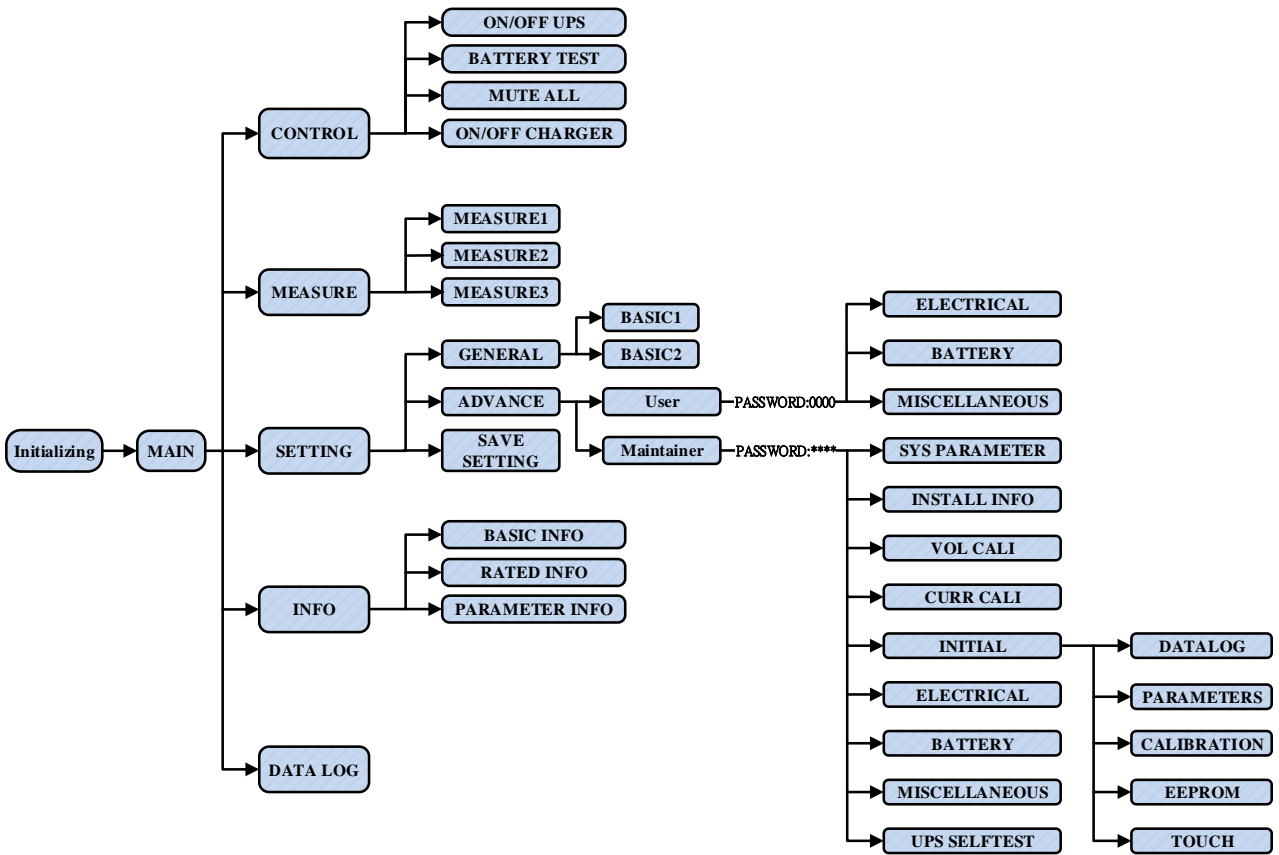 Initializing
MAIN
CONTROL
ON/OFF UPS
BATTERY TEST
MUTE ALL
ON/OFF CHARGER
MEASURE
MEASURE1
MEASURE2
MEASURE3
SETTING
GENERAL
BASIC1
BASIC2
ADVANCE
User
PASSWORD:0000
ELECTRICAL
BATTERY
MISCELLANEOUS
Maintainer
PASSWORD:****
SYS PARAMETER
INSTALL INFO
VOL CALI
CURR CALI
INITIAL
DATALOG
PARAMETERS
CALIBRATION
EEPROM
TOUCH
ELECTRICAL
BATTERY
MISCELLANEOUS
UPS SELFTEST
SAVE
SETTING
INFO
BASIC INFO
RATED INFO
PARAMETER INFO
DATA LOG